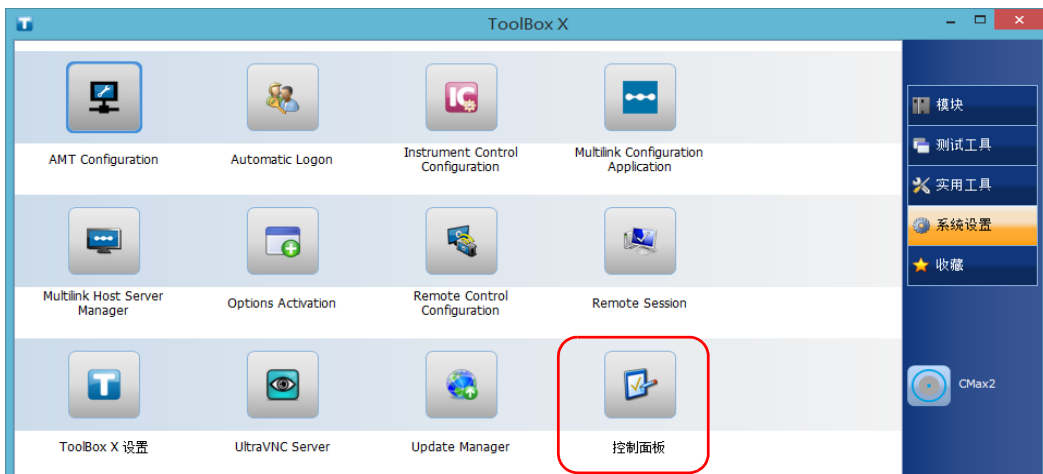 ToolBox X
AMT Configuration
Automatic Logon
Instrument Control
Configuration
Multilink Configuration
Application
Multilink Host Server
Manager
Options Activation
Remote Control
Configuration
Remote Session
ToolBox X 设置
UltraVNC Server
Update Manager
控制面板
模块
测试工具
实用工具
系统设置
收藏
CMax2